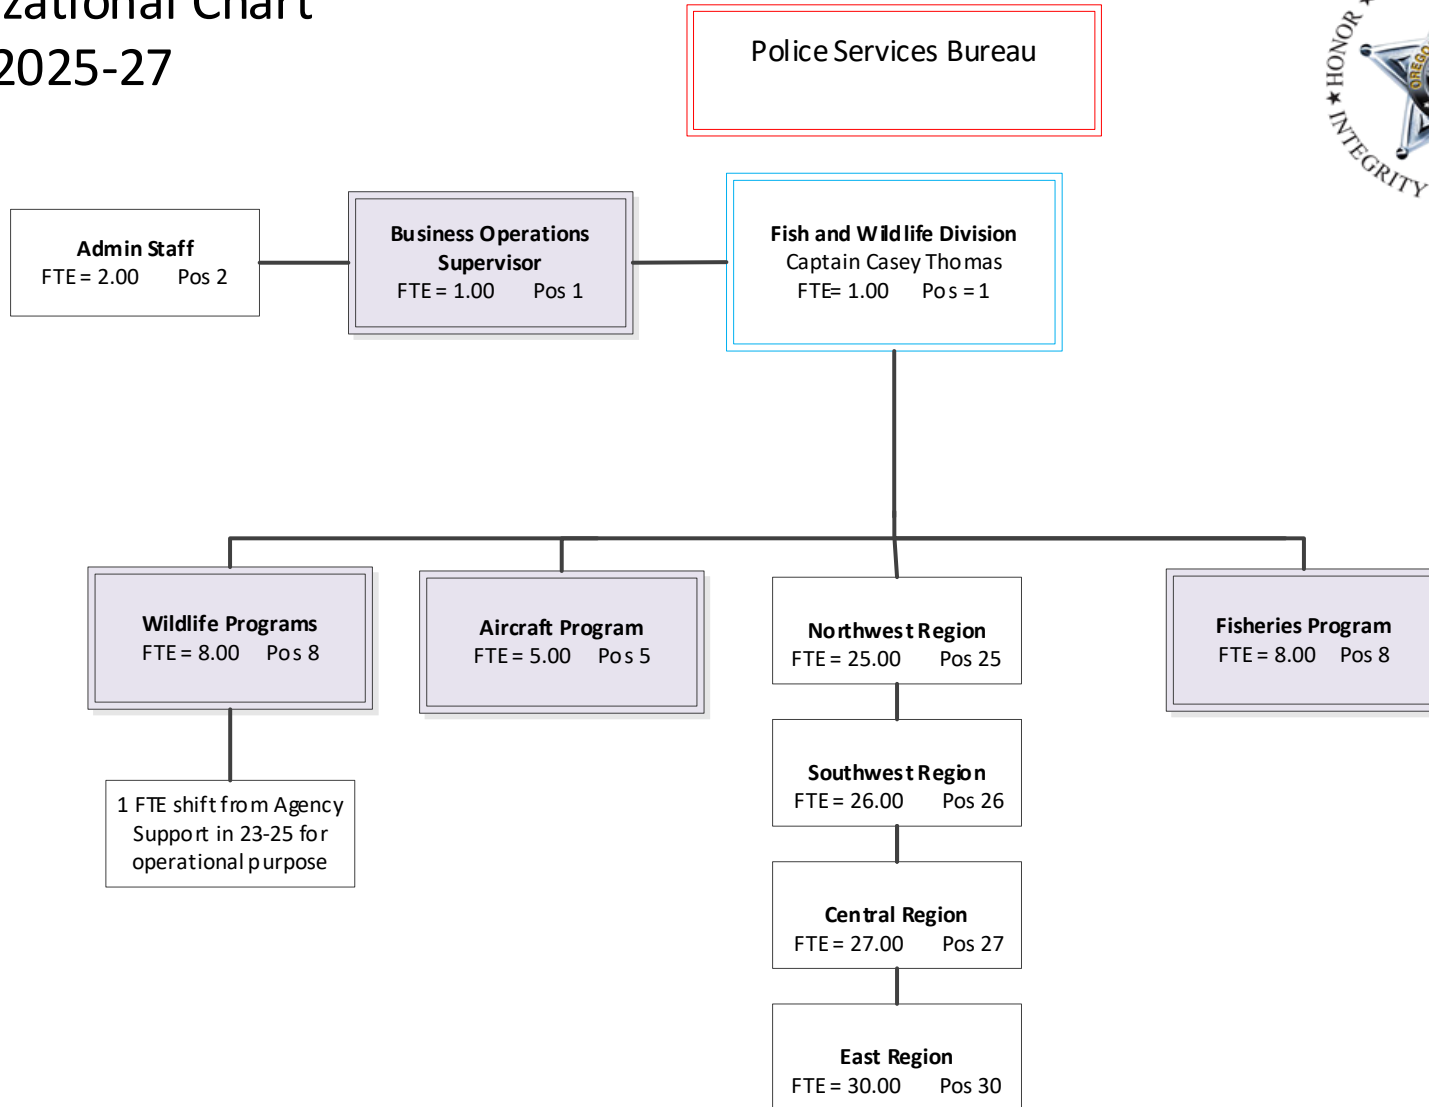 zational Chart
2025-27
Police Services Bureau
HONOR
INTEGRITY
Admin Staff
FTE = 2.00 Pos 2
Business Operations
Supervisor
FTE = 1.00 Pos 1
Fish and Wildlife Division
Captain Casey Thomas
FTE= 1.00 Pos = 1
Wildlife Programs
FTE = 8.00 Pos 8
Aircraft Program
FTE = 5.00 Pos 5
Northwest Region
FTE = 25.00 Pos 25
Fisheries Program
FTE = 8.00 Pos 8
1 FTE shift from Agency
Support in 23-25 for
operational purpose
Southwest Region
FTE = 26.00 Pos 26
Central Region
FTE = 27.00 Pos 27
East Region
FTE = 30.00 Pos 30